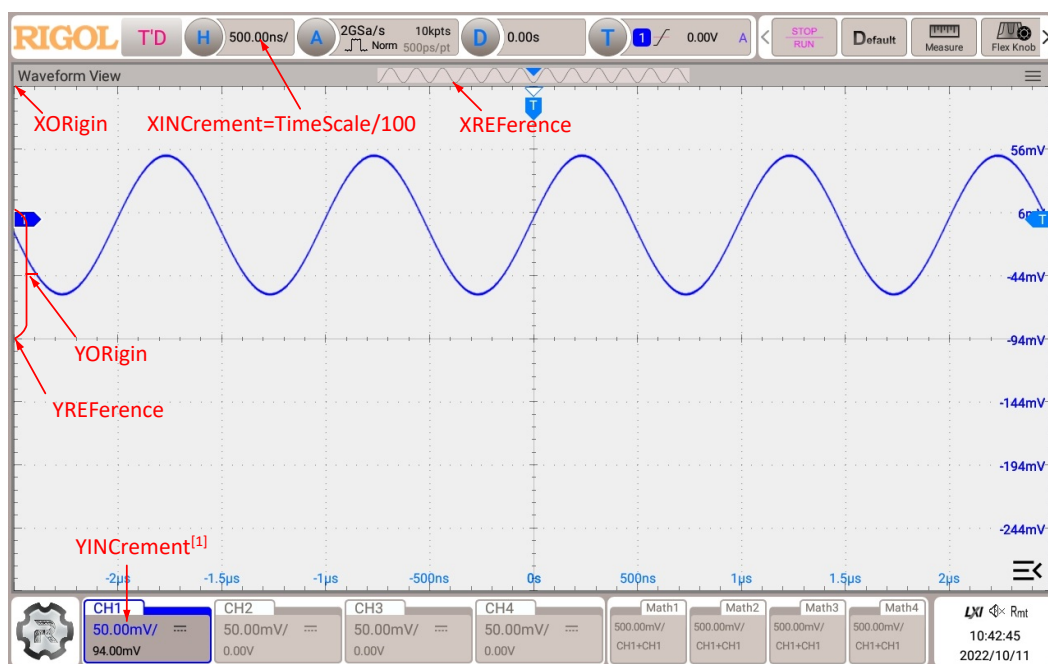 RIGOL T'D H 500.00ns/ A 2GSa/s 10kpts D 0.00s T 1 0.00V A STOP RUN Default Measure Flex Knob
Norm 500ps/pt
Waveform View
T
XORigin XINCrement=TimeScale/100 XREFerence
56mV
6mV
T
-44mV
YORigin
-94mV
YREFerence
-144mV
-194mV
-244mV
YINCrement[1]
-2µs -1.5µs -1µs -500ns 0s 500ns 1µs 1.5µs 2µs
CH1 CH2 CH3 CH4 Math1 Math2 Math3 Math4
50.00mV/ 50.00mV/ 50.00mV/ 50.00mV/ 500.00mV/ 500.00mV/ 500.00mV/ 500.00mV/
94.00mV 0.00V 0.00V 0.00V CH1+CH1 CH1+CH1 CH1+CH1 CH1+CH1
LXI Rmt
10:42:45
2022/10/11